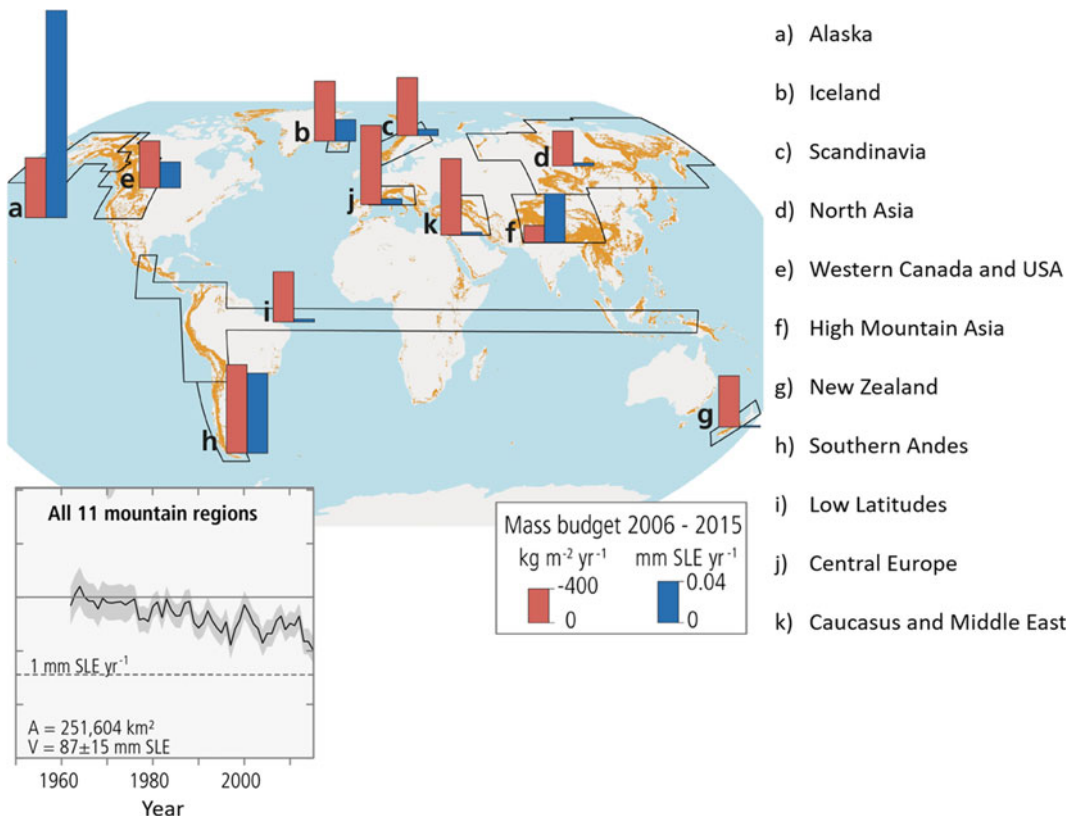 a) Alaska
b) Iceland
c) Scandinavia
d) North Asia
e) Western Canada and USA
f) High Mountain Asia
g) New Zealand
h) Southern Andes
i) Low Latitudes
j) Central Europe
k) Caucasus and Middle East
a
b
c
d
e
f
g
h
i
j
k
Mass budget 2006 - 2015
kg m⁻² yr⁻¹ mm SLE yr⁻¹
-400 0.04
0 0
All 11 mountain regions
1 mm SLE yr⁻¹
A = 251,604 km²
V = 87±15 mm SLE
1960 1980 2000
Year